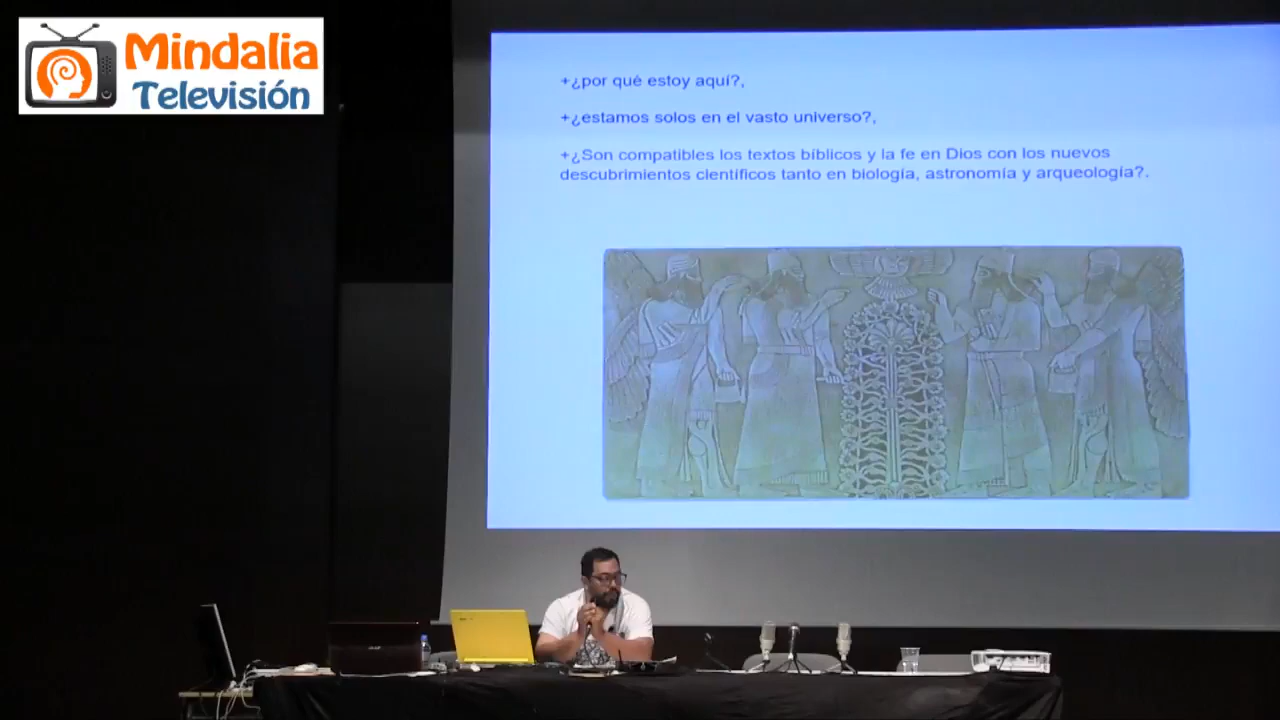 Mindalia
Televisión
+¿por qué estoy aquí?,
+¿estamos solos en el vasto universo?,
+¿Son compatibles los textos bíblicos y la fe en Dios con los nuevos
descubrimientos científicos tanto en biología, astronomía y arqueología?.